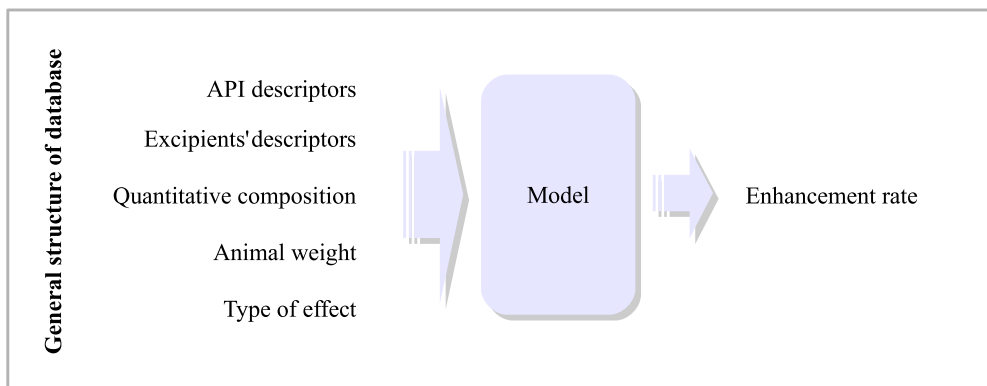 General structure of database
API descriptors
Excipients' descriptors
Quantitative composition
Animal weight
Type of effect
Model
Enhancement rate